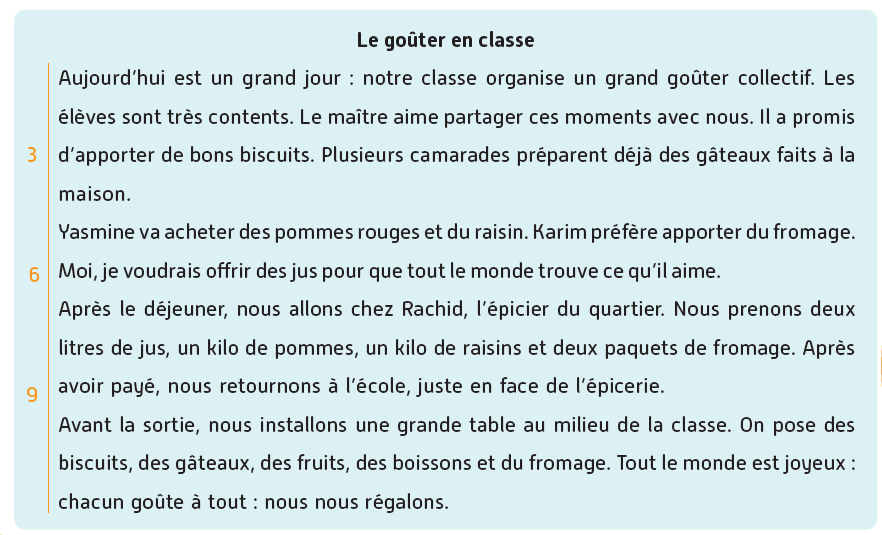 Le goûter en classe
Aujourd'hui est un grand jour : notre classe organise un grand goûter collectif. Les
élèves sont très contents. Le maître aime partager ces moments avec nous. Il a promis
3 d'apporter de bons biscuits. Plusieurs camarades préparent déjà des gâteaux faits à la
maison.
Yasmine va acheter des pommes rouges et du raisin. Karim préfère apporter du fromage.
6 Moi, je voudrais offrir des jus pour que tout le monde trouve ce qu'il aime.
Après le déjeuner, nous allons chez Rachid, l'épicier du quartier. Nous prenons deux
litres de jus, un kilo de pommes, un kilo de raisins et deux paquets de fromage. Après
9 avoir payé, nous retournons à l'école, juste en face de l'épicerie.
Avant la sortie, nous installons une grande table au milieu de la classe. On pose des
biscuits, des gâteaux, des fruits, des boissons et du fromage. Tout le monde est joyeux :
chacun goûte à tout : nous nous régalons.